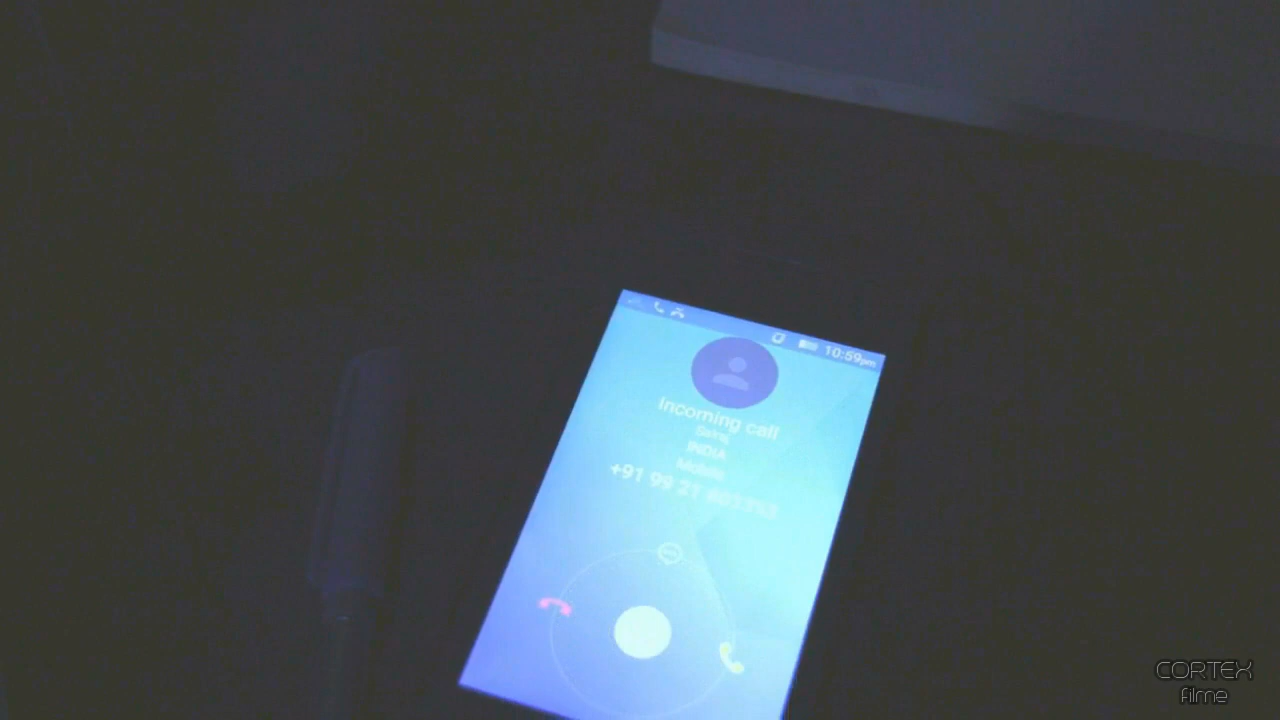 10:59pm
Incoming call
INDIA
Mobile
+91 99 21
CORTEX
filme